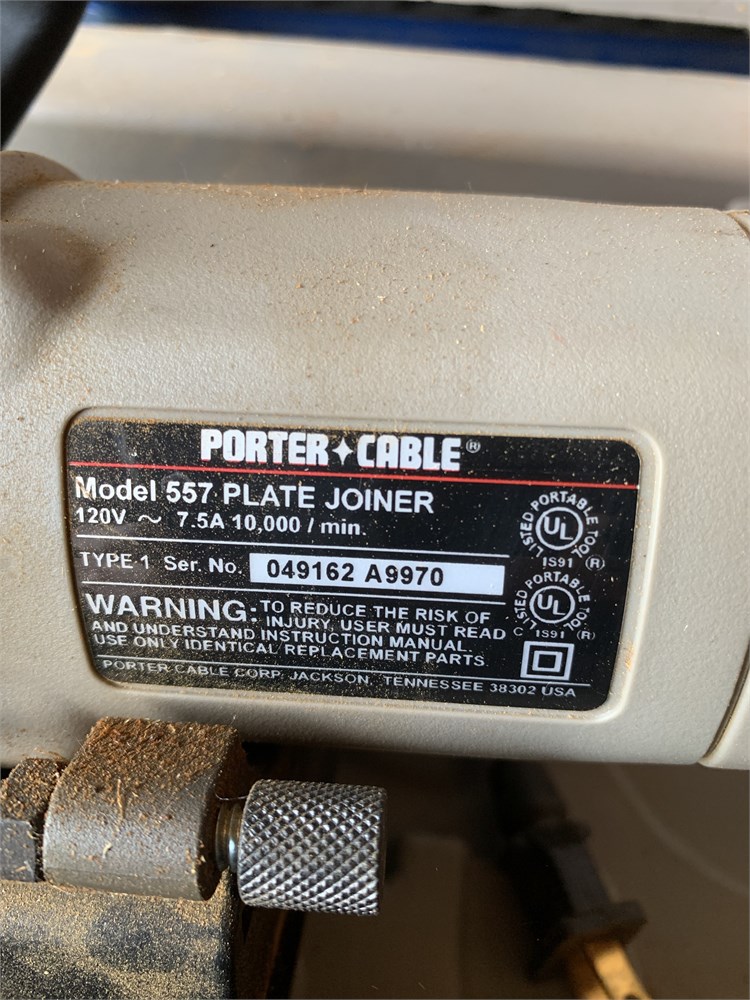 PORTER✦CABLE®
Model 557 PLATE JOINER
120V ~ 7.5A 10,000 / min.
TYPE 1 Ser. No. 049162 A9970
WARNING: TO REDUCE THE RISK OF
INJURY, USER MUST READ
AND UNDERSTAND INSTRUCTION MANUAL.
USE ONLY IDENTICAL REPLACEMENT PARTS
PORTER CABLE CORP. JACKSON, TENNESSEE 38302 USA
LISTED PORTABLE TOOL
UL
IS91 (R)
LISTED PORTABLE TOOL
UL
C IS91 (R)